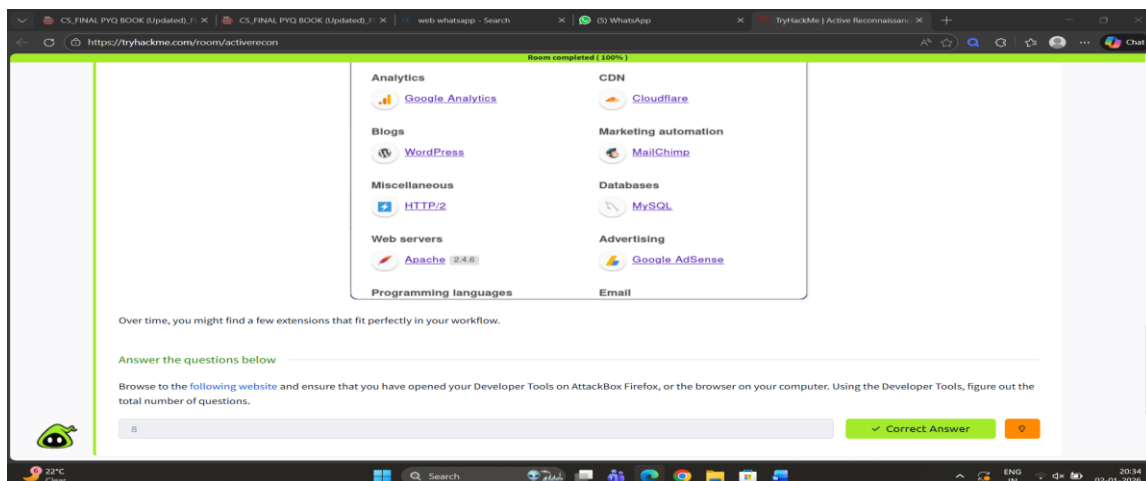 CS_FINAL PYQ BOOK (Updated)_F
CS_FINAL PYQ BOOK (Updated)_F
web whatsapp - Search
(5) WhatsApp
TryHackMe | Active Reconnaissanc
https://tryhackme.com/room/activerecon
Chat
Room completed ( 100% )
Analytics
CDN
Google Analytics
Cloudflare
Blogs
Marketing automation
WordPress
MailChimp
Miscellaneous
Databases
HTTP/2
MySQL
Web servers
Advertising
Apache 2.4.6
Google AdSense
Programming languages
Email
Over time, you might find a few extensions that fit perfectly in your workflow.
Answer the questions below
Browse to the following website and ensure that you have opened your Developer Tools on AttackBox Firefox, or the browser on your computer. Using the Developer Tools, figure out the
total number of questions.
8
Correct Answer
6
22°C
Clear
Search
ENG
IN
20:34
02-01-2026